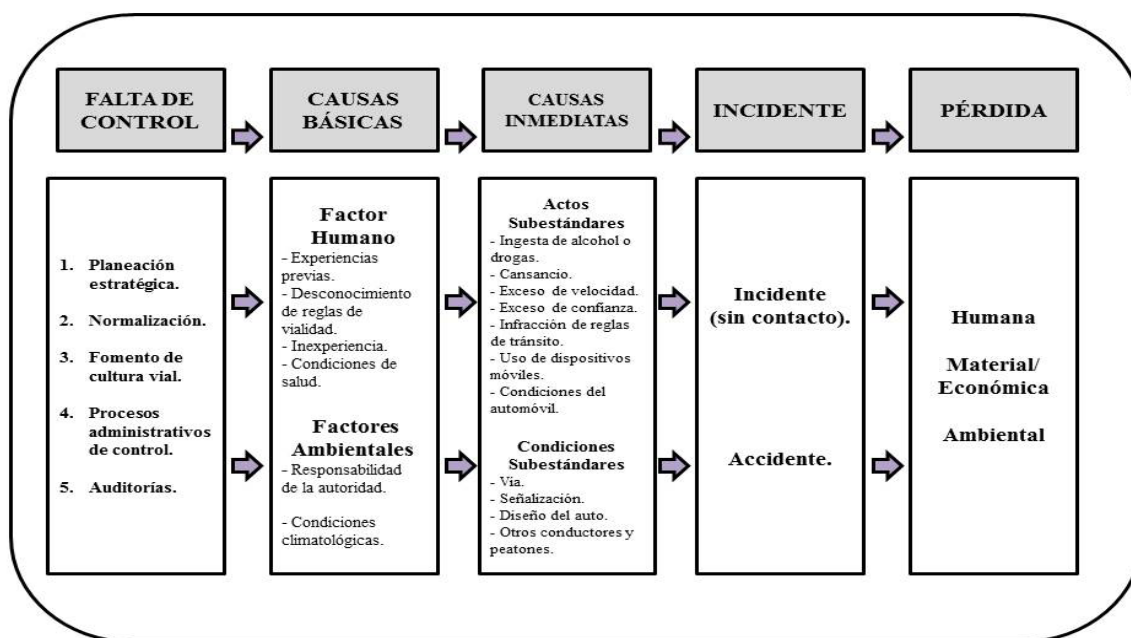 FALTA DE
CONTROL
CAUSAS
BÁSICAS
CAUSAS
INMEDIATAS
INCIDENTE
PÉRDIDA
1. Planeación
estratégica.
2. Normalización.
3. Fomento de
cultura vial.
4. Procesos
administrativos
de control.
5. Auditorías.
Factor
Humano
- Experiencias
previas.
- Desconocimiento
de reglas de
vialidad.
- Inexperiencia.
- Condiciones de
salud.
Factores
Ambientales
- Responsabilidad
de la autoridad.
- Condiciones
climatológicas.
Actos
Subestándares
- Ingesta de alcohol o
drogas.
- Cansancio.
- Exceso de velocidad.
- Exceso de confianza.
- Infracción de reglas
de tránsito.
- Uso de dispositivos
móviles.
- Condiciones del
automóvil.
Condiciones
Subestándares
- Vía.
- Señalización.
- Diseño del auto.
- Otros conductores y
peatones.
Incidente
(sin contacto).
Accidente.
Humana
Material/
Económica
Ambiental